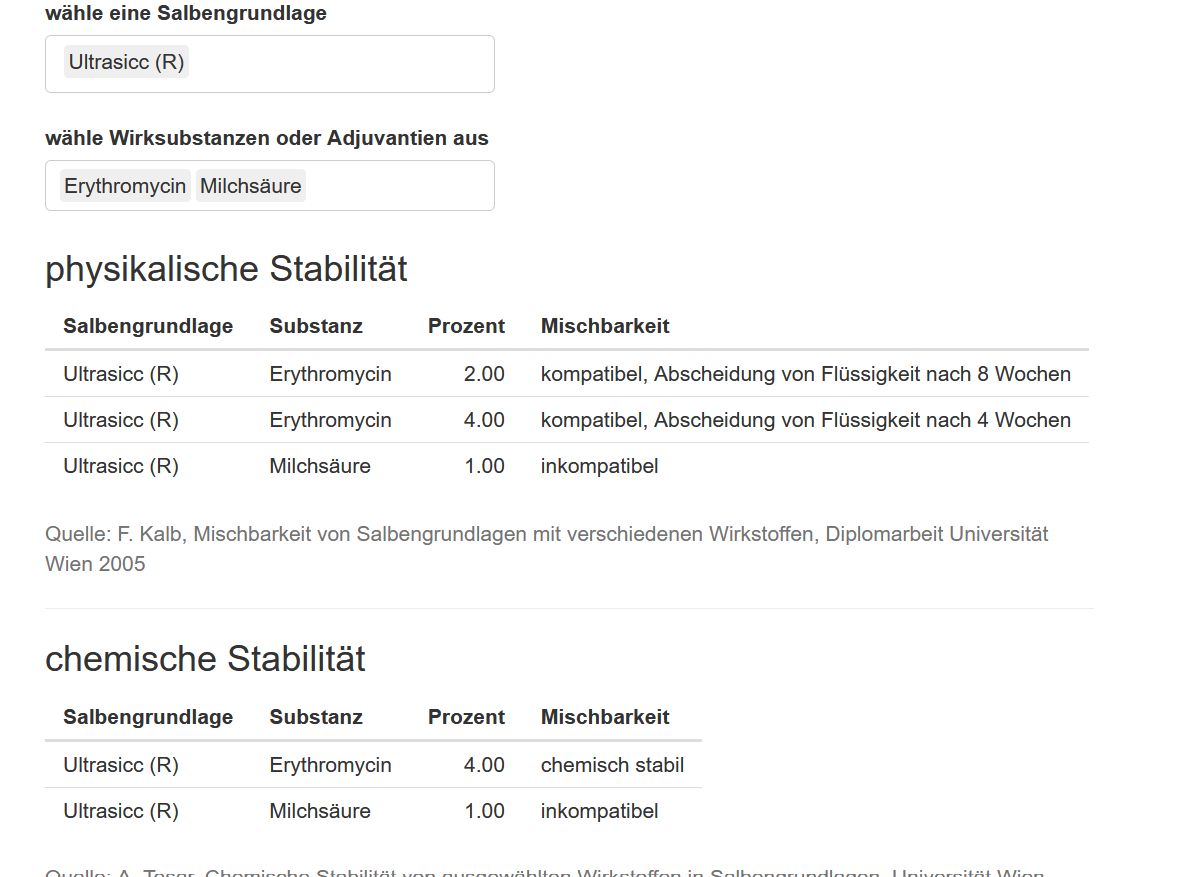 wähle eine Salbengrundlage
Ultrasicc (R)
wähle Wirksubstanzen oder Adjuvantien aus
Erythromycin Milchsäure
physikalische Stabilität
Salbengrundlage Substanz Prozent Mischbarkeit
Ultrasicc (R) Erythromycin 2.00 kompatibel, Abscheidung von Flüssigkeit nach 8 Wochen
Ultrasicc (R) Erythromycin 4.00 kompatibel, Abscheidung von Flüssigkeit nach 4 Wochen
Ultrasicc (R) Milchsäure 1.00 inkompatibel
Quelle: F. Kalb, Mischbarkeit von Salbengrundlagen mit verschiedenen Wirkstoffen, Diplomarbeit Universität
Wien 2005
chemische Stabilität
Salbengrundlage Substanz Prozent Mischbarkeit
Ultrasicc (R) Erythromycin 4.00 chemisch stabil
Ultrasicc (R) Milchsäure 1.00 inkompatibel
Quelle: A. Tesar, Chemische Stabilität von ausgewählten Wirkstoffen in Salbengrundlagen, Universität Wien